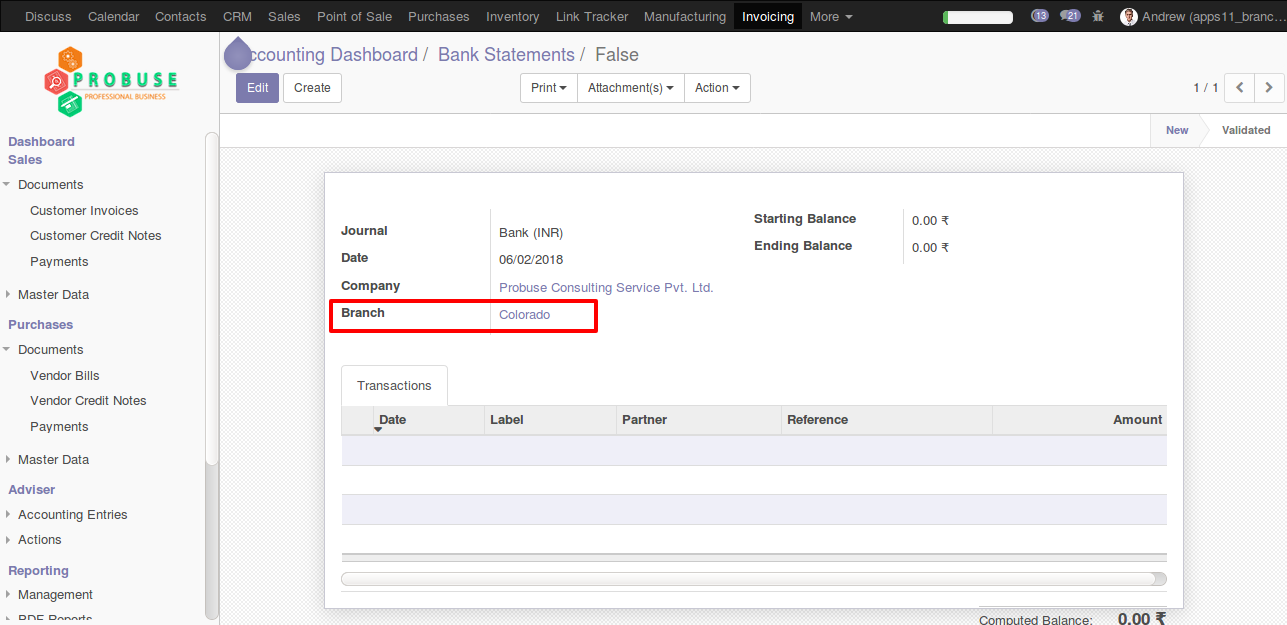 Discuss Calendar Contacts CRM Sales Point of Sale Purchases Inventory Link Tracker Manufacturing Invoicing More 13 21 Andrew (apps11_branc...
PROBUSE
PROFESSIONAL BUSINESS
ccounting Dashboard / Bank Statements / False
Edit Create Print Attachment(s) Action 1 / 1
New Validated
Dashboard
Sales
Documents
Customer Invoices
Customer Credit Notes
Payments
Master Data
Purchases
Documents
Vendor Bills
Vendor Credit Notes
Payments
Master Data
Adviser
Accounting Entries
Actions
Reporting
Management
PDF Reports
Journal Bank (INR)
Date 06/02/2018
Company Probuse Consulting Service Pvt. Ltd.
Branch Colorado
Starting Balance 0.00 ₹
Ending Balance 0.00 ₹
Transactions
Date Label Partner Reference Amount
Computed Balance: 0.00 ₹